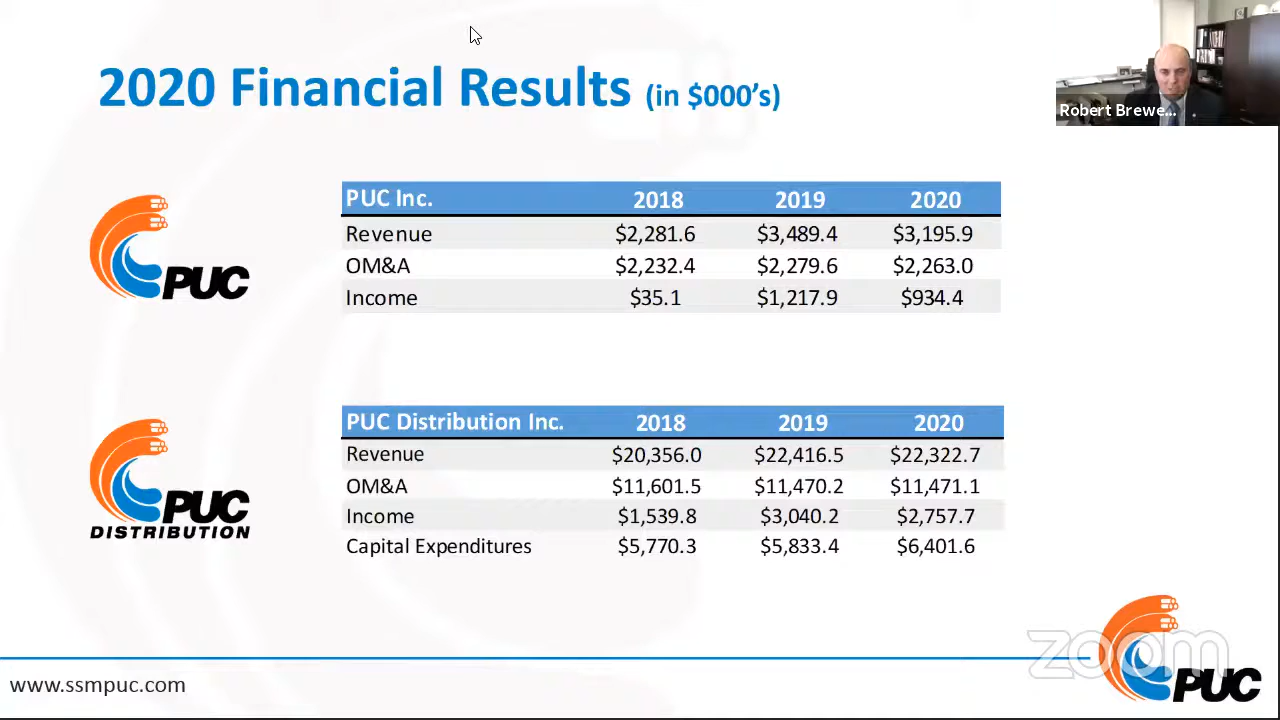 2020 Financial Results (in $000's)
Robert Brewe...
PUC Inc. 2018 2019 2020
Revenue $2,281.6 $3,489.4 $3,195.9
OM&A $2,232.4 $2,279.6 $2,263.0
Income $35.1 $1,217.9 $934.4
PUC
PUC Distribution Inc. 2018 2019 2020
Revenue $20,356.0 $22,416.5 $22,322.7
OM&A $11,601.5 $11,470.2 $11,471.1
Income $1,539.8 $3,040.2 $2,757.7
Capital Expenditures $5,770.3 $5,833.4 $6,401.6
PUC
DISTRIBUTION
zoom
www.ssmpuc.com
PUC